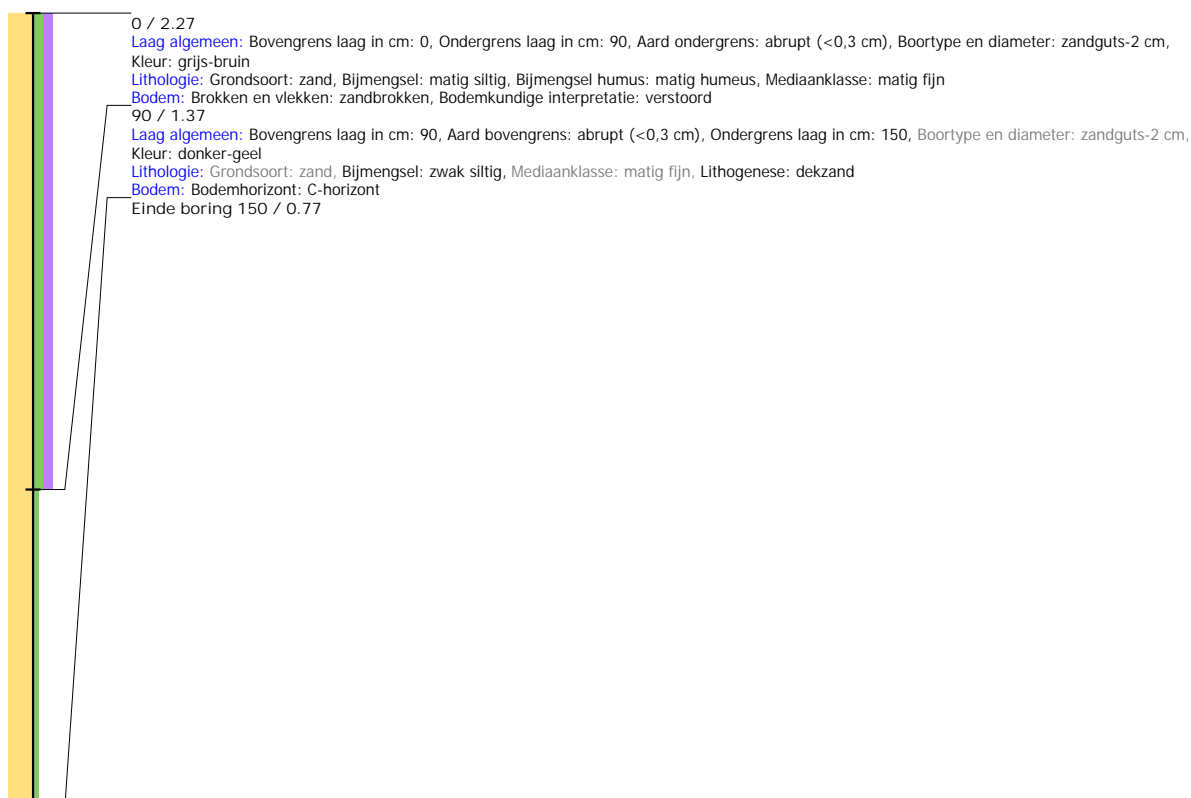 0 / 2.27
Laag algemeen: Bovengrens laag in cm: 0, Ondergrens laag in cm: 90, Aard ondergrens: abrupt (<0,3 cm), Boortype en diameter: zandguts-2 cm,
Kleur: grijs-bruin
Lithologie: Grondsoort: zand, Bijmengsel: matig siltig, Bijmengsel humus: matig humeus, Mediaanklasse: matig fijn
Bodem: Brokken en vlekken: zandbrokken, Bodemkundige interpretatie: verstoord
90 / 1.37
Laag algemeen: Bovengrens laag in cm: 90, Aard bovengrens: abrupt (<0,3 cm), Ondergrens laag in cm: 150, Boortype en diameter: zandguts-2 cm,
Kleur: donker-geel
Lithologie: Grondsoort: zand, Bijmengsel: zwak siltig, Mediaanklasse: matig fijn, Lithogenese: dekzand
Bodem: Bodemhorizont: C-horizont
Einde boring 150 / 0.77